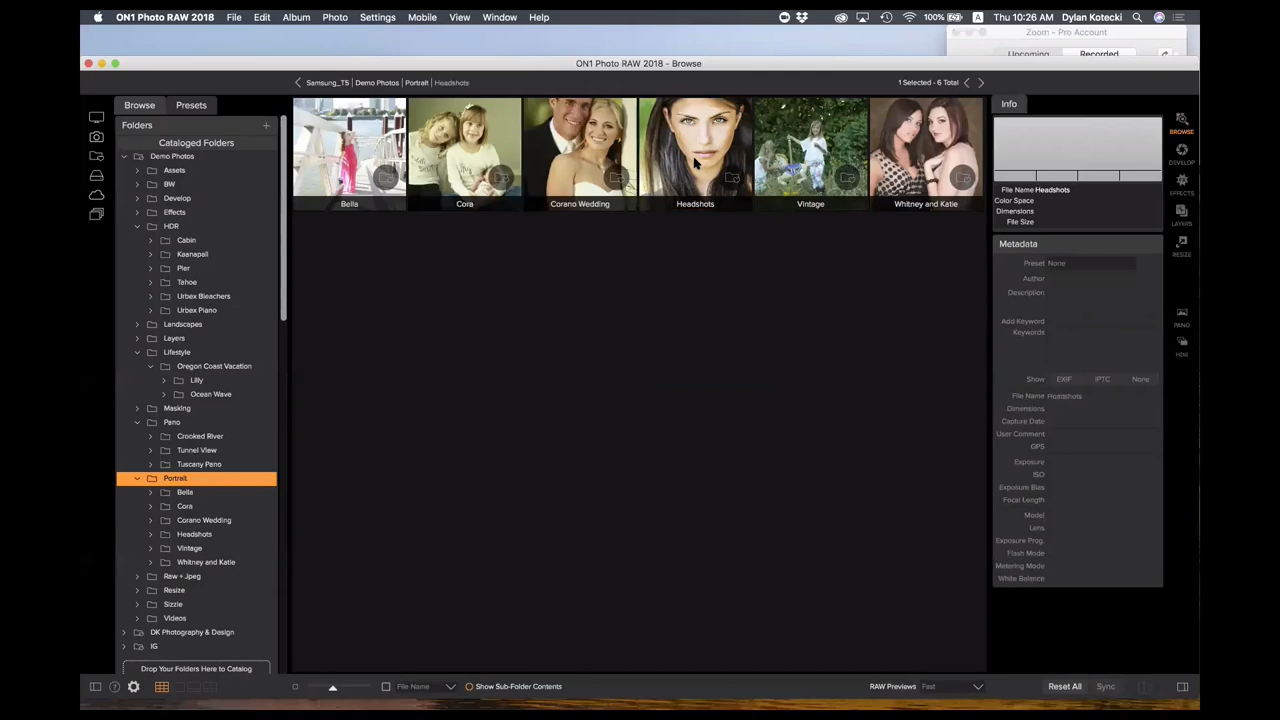 ON1 Photo RAW 2018 File Edit Album Photo Settings Mobile View Window Help 100% A Thu 10:26 AM Dylan Kotecki
Zoom - Pro Account
Upcoming Recorded
ON1 Photo RAW 2018 - Browse
Samsung_T5 Demo Photos Portrait Headshots 1 Selected - 6 Total
Browse Presets
Folders +
Cataloged Folders
Demo Photos
Assets
BW
Develop
Effects
HDR
Cabin
Kaanapali
Pier
Tahoe
Urbex Bleachers
Urbex Piano
Landscapes
Layers
Lifestyle
Oregon Coast Vacation
Lilly
Ocean Wave
Masking
Pano
Crooked River
Tunnel View
Tuscany Pano
Portrait
Bella
Cora
Corano Wedding
Headshots
Vintage
Whitney and Katie
Raw + Jpeg
Resize
Sizzle
Videos
DK Photography & Design
IG
Drop Your Folders Here to Catalog
Bella Cora Corano Wedding Headshots Vintage Whitney and Katie
Info
File Name Headshots
Color Space
Dimensions
File Size
Metadata
Preset None
Author
Description
Add Keyword
Keywords
Show EXIF IPTC None
File Name Headshots
Dimensions
Capture Date
User Comment
GPS
Exposure
ISO
Exposure Bias
Focal Length
Model
Lens
Exposure Prog.
Flash Mode
Metering Mode
White Balance
BROWSE
DEVELOP
EFFECTS
LAYERS
RESIZE
PANO
HDR
? File Name Show Sub-Folder Contents RAW Previews Fast Reset All Sync